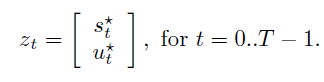 z_t = [ s_t^⋆ ; u_t^⋆ ], for t = 0..T − 1.